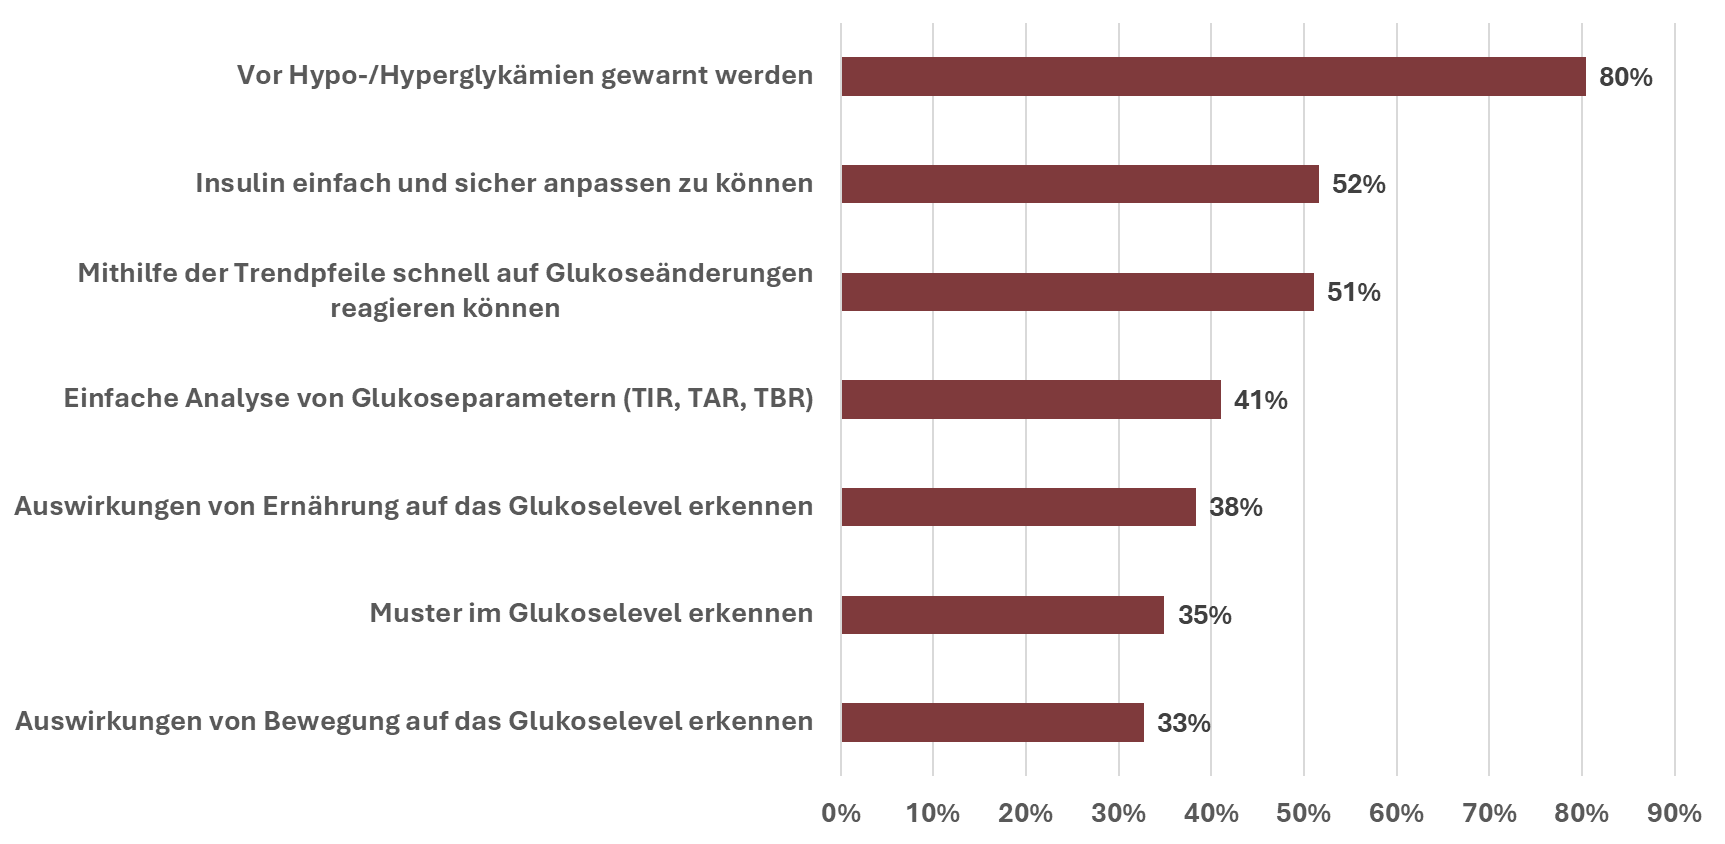 Vor Hypo-/Hyperglykämien gewarnt werden
80%
Insulin einfach und sicher anpassen zu können
52%
Mithilfe der Trendpfeile schnell auf Glukoseänderungen
reagieren können
51%
Einfache Analyse von Glukoseparametern (TIR, TAR, TBR)
41%
Auswirkungen von Ernährung auf das Glukoselevel erkennen
38%
Muster im Glukoselevel erkennen
35%
Auswirkungen von Bewegung auf das Glukoselevel erkennen
33%
0% 10% 20% 30% 40% 50% 60% 70% 80% 90%